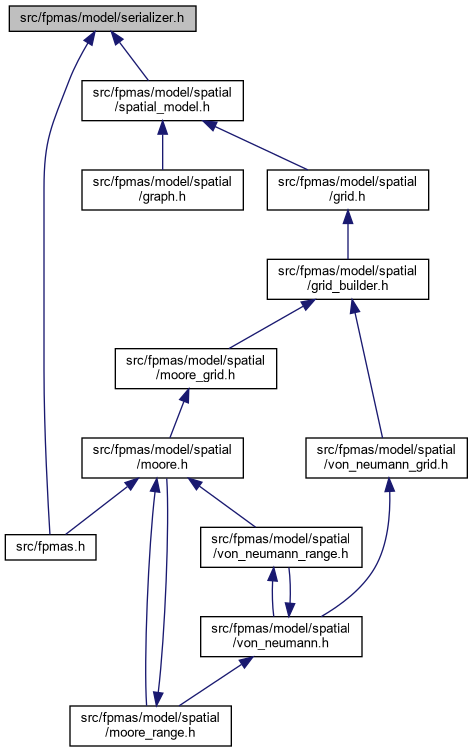 src/fpmas/model/serializer.h
src/fpmas/model/spatial
/spatial_model.h
src/fpmas/model/spatial
/graph.h
src/fpmas/model/spatial
/grid.h
src/fpmas/model/spatial
/grid_builder.h
src/fpmas/model/spatial
/moore_grid.h
src/fpmas/model/spatial
/moore.h
src/fpmas/model/spatial
/von_neumann_grid.h
src/fpmas.h
src/fpmas/model/spatial
/von_neumann_range.h
src/fpmas/model/spatial
/von_neumann.h
src/fpmas/model/spatial
/moore_range.h